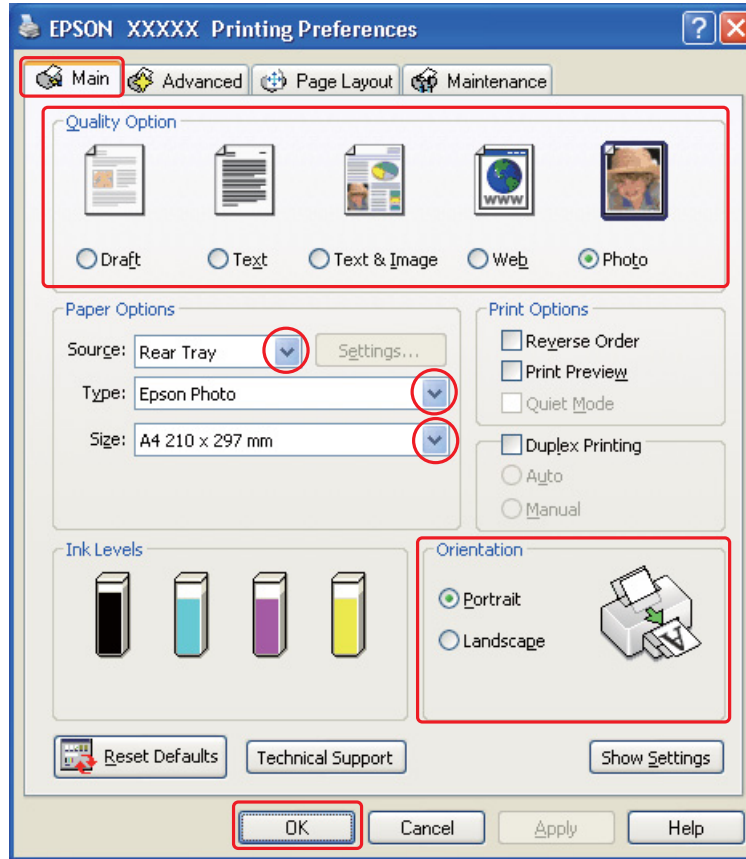 EPSON XXXXX Printing Preferences
Main Advanced Page Layout Maintenance
Quality Option
WWW
Draft Text Text & Image Web Photo
Paper Options
Source: Rear Tray Settings...
Type: Epson Photo
Size: A4 210 x 297 mm
Print Options
Reverse Order
Print Preview
Quiet Mode
Duplex Printing
Auto
Manual
Ink Levels
Orientation
Portrait
Landscape
A
Reset Defaults Technical Support Show Settings
OK Cancel Apply Help